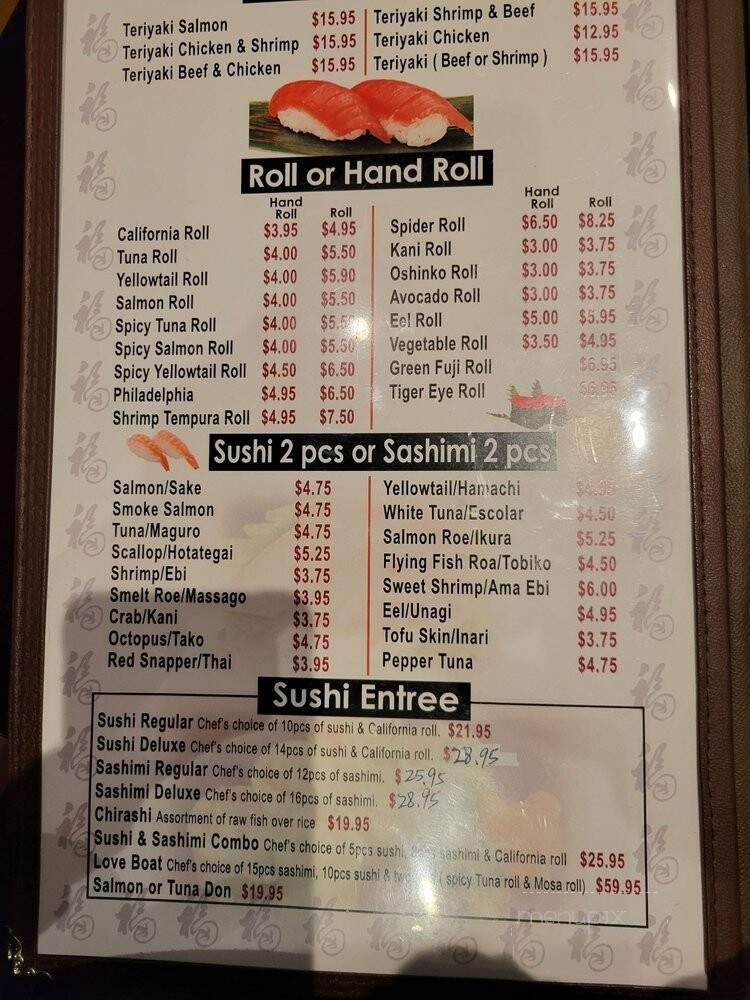 Teriyaki Salmon $15.95
Teriyaki Chicken & Shrimp $15.95
Teriyaki Beef & Chicken $15.95
Teriyaki Shrimp & Beef $15.95
Teriyaki Chicken $12.95
Teriyaki ( Beef or Shrimp ) $15.95
Roll or Hand Roll
Hand Roll Roll
California Roll $3.95 $4.95
Tuna Roll $4.00 $5.50
Yellowtail Roll $4.00 $5.90
Salmon Roll $4.00 $5.50
Spicy Tuna Roll $4.00
Spicy Salmon Roll $4.00 $5.50
Spicy Yellowtail Roll $4.50 $6.50
Philadelphia $4.95 $6.50
Shrimp Tempura Roll $4.95 $7.50
Hand Roll Roll
Spider Roll $6.50 $8.25
Kani Roll $3.00 $3.75
Oshinko Roll $3.00 $3.75
Avocado Roll $3.00 $3.75
Eel Roll $5.00 $5.95
Vegetable Roll $3.50 $4.95
Green Fuji Roll $6.95
Tiger Eye Roll $6.95
Sushi 2 pcs or Sashimi 2 pcs
Salmon/Sake $4.75
Smoke Salmon $4.75
Tuna/Maguro $4.75
Scallop/Hotategai $5.25
Shrimp/Ebi $3.75
Smelt Roe/Massago $3.95
Crab/Kani $3.75
Octopus/Tako $4.75
Red Snapper/Thai $3.95
Yellowtail/Hamachi
White Tuna/Escolar $4.50
Salmon Roe/Ikura $5.25
Flying Fish Roa/Tobiko $4.50
Sweet Shrimp/Ama Ebi $6.00
Eel/Unagi $4.95
Tofu Skin/Inari $3.75
Pepper Tuna $4.75
Sushi Entree
Sushi Regular Chef's choice of 10pcs of sushi & California roll. $21.95
Sushi Deluxe Chef's choice of 14pcs of sushi & California roll. $28.95
Sashimi Regular Chef's choice of 12pcs of sashimi. $25.95
Sashimi Deluxe Chef's choice of 16pcs of sashimi. $28.95
Chirashi Assortment of raw fish over rice $19.95
Sushi & Sashimi Combo Chef's choice of 5pcs sushi, sashimi & California roll $25.95
Love Boat Chef's choice of 15pcs sashimi, 10pcs sushi & ( spicy Tuna roll & Mosa roll) $59.95
Salmon or Tuna Don $19.95
menupix